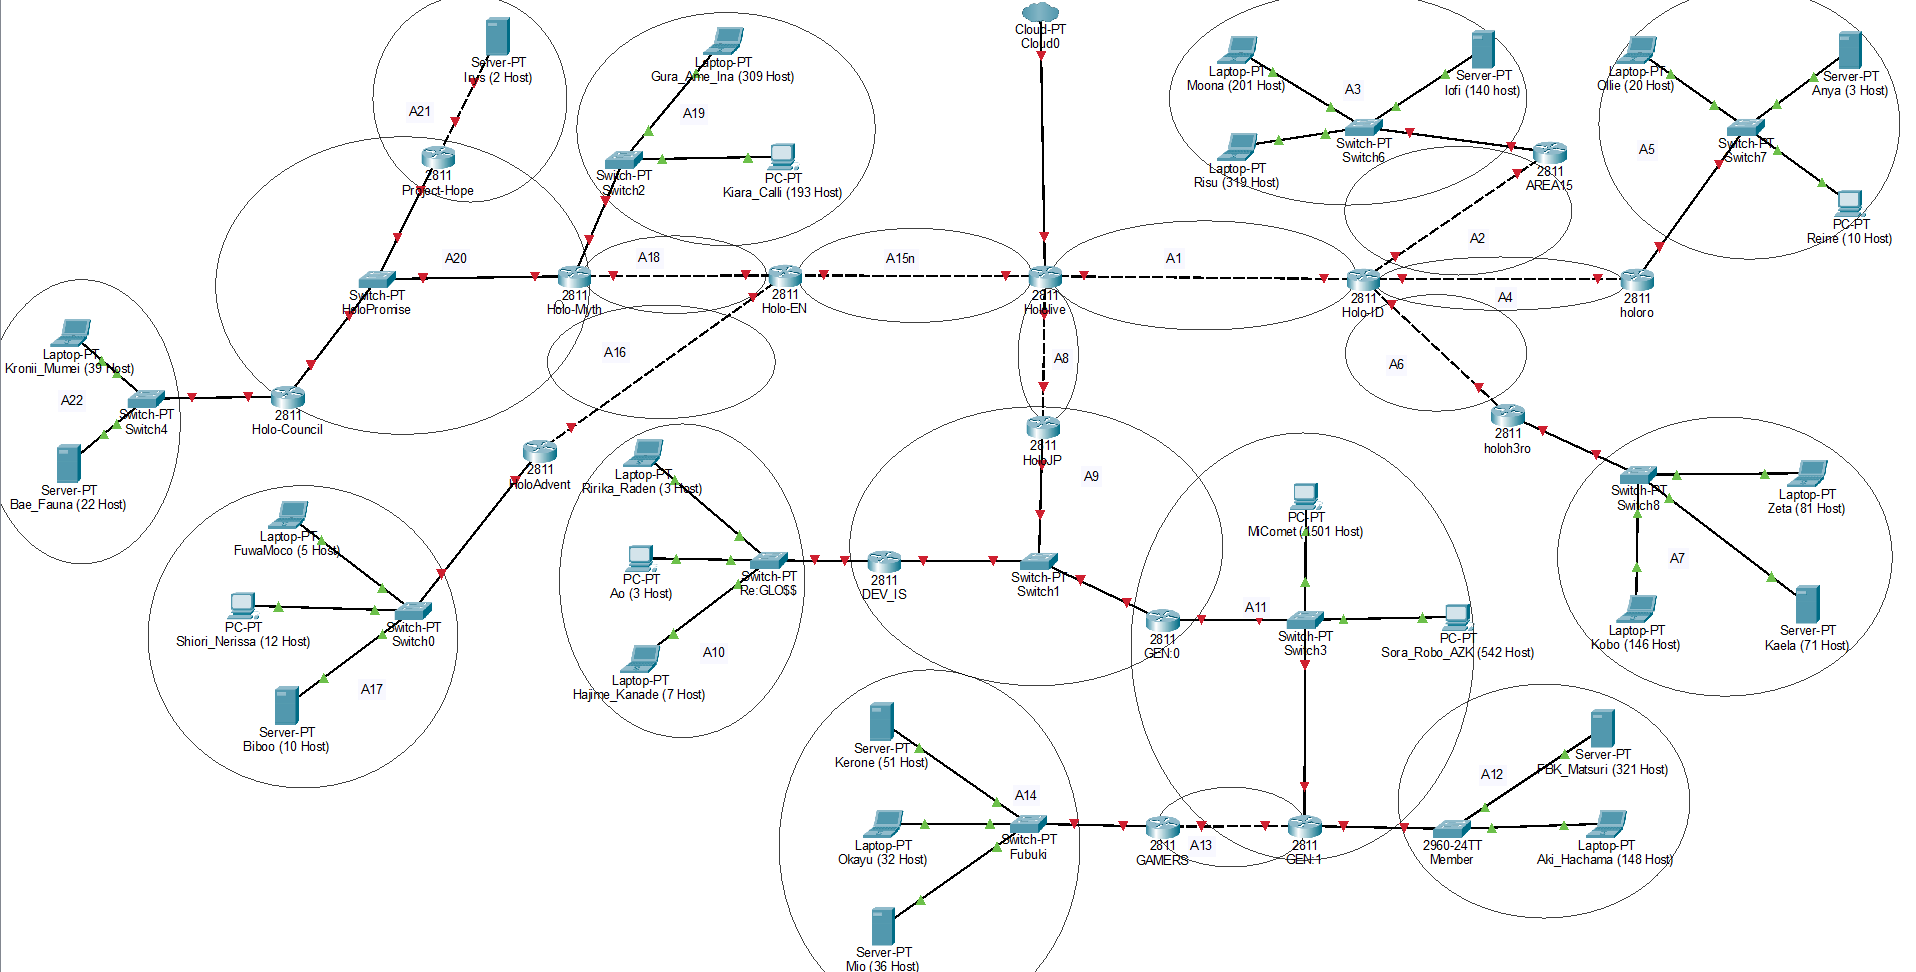 Server-PT
Irys (2 Host)
A21
2811
Project-Hope
Laptop-PT
Gura_Ame_Ina (309 Host)
A19
Switch-PT
Switch2
PC-PT
Kiara_Calli (193 Host)
Cloud-PT
Cloud0
Laptop-PT
Moona (201 Host)
A3
Server-PT
Iofi (140 host)
Switch-PT
Switch6
Laptop-PT
Risu (319 Host)
2811
AREA15
Laptop-PT
Ollie (20 Host)
Server-PT
Anya (3 Host)
A5
Switch-PT
Switch7
PC-PT
Reine (10 Host)
A20
Switch-PT
HoloPromise
2811
Holo-Myth
A18
2811
Holo-EN
A15n
2811
Hololive
A1
2811
Holo-ID
A2
A4
2811
holoro
A16
A8
A6
2811
holoh3ro
Laptop-PT
Kronii_Mumei (39 Host)
A22
Switch-PT
Switch4
Server-PT
Bae_Fauna (22 Host)
2811
Holo-Council
2811
HoloAdvent
2811
HoloJP
A9
Laptop-PT
Ririka_Raden (3 Host)
PC-PT
Ao (3 Host)
Switch-PT
Re:GLO$$
Laptop-PT
Hajime_Kanade (7 Host)
A10
2811
DEV_IS
Switch-PT
Switch1
2811
GEN:0
A11
PC-PT
MiComet (1501 Host)
Switch-PT
Switch3
PC-PT
Sora_Robo_AZK (542 Host)
Switch-PT
Switch8
Laptop-PT
Zeta (81 Host)
A7
Laptop-PT
Kobo (146 Host)
Server-PT
Kaela (71 Host)
Laptop-PT
FuwaMoco (5 Host)
PC-PT
Shiori_Nerissa (12 Host)
Switch-PT
Switch0
A17
Server-PT
Biboo (10 Host)
Server-PT
Kerone (51 Host)
A14
Laptop-PT
Okayu (32 Host)
Switch-PT
Fubuki
Server-PT
Mio (36 Host)
2811
GAMERS
A13
2811
GEN:1
A12
Server-PT
FBK_Matsuri (321 Host)
2960-24TT
Member
Laptop-PT
Aki_Hachama (148 Host)